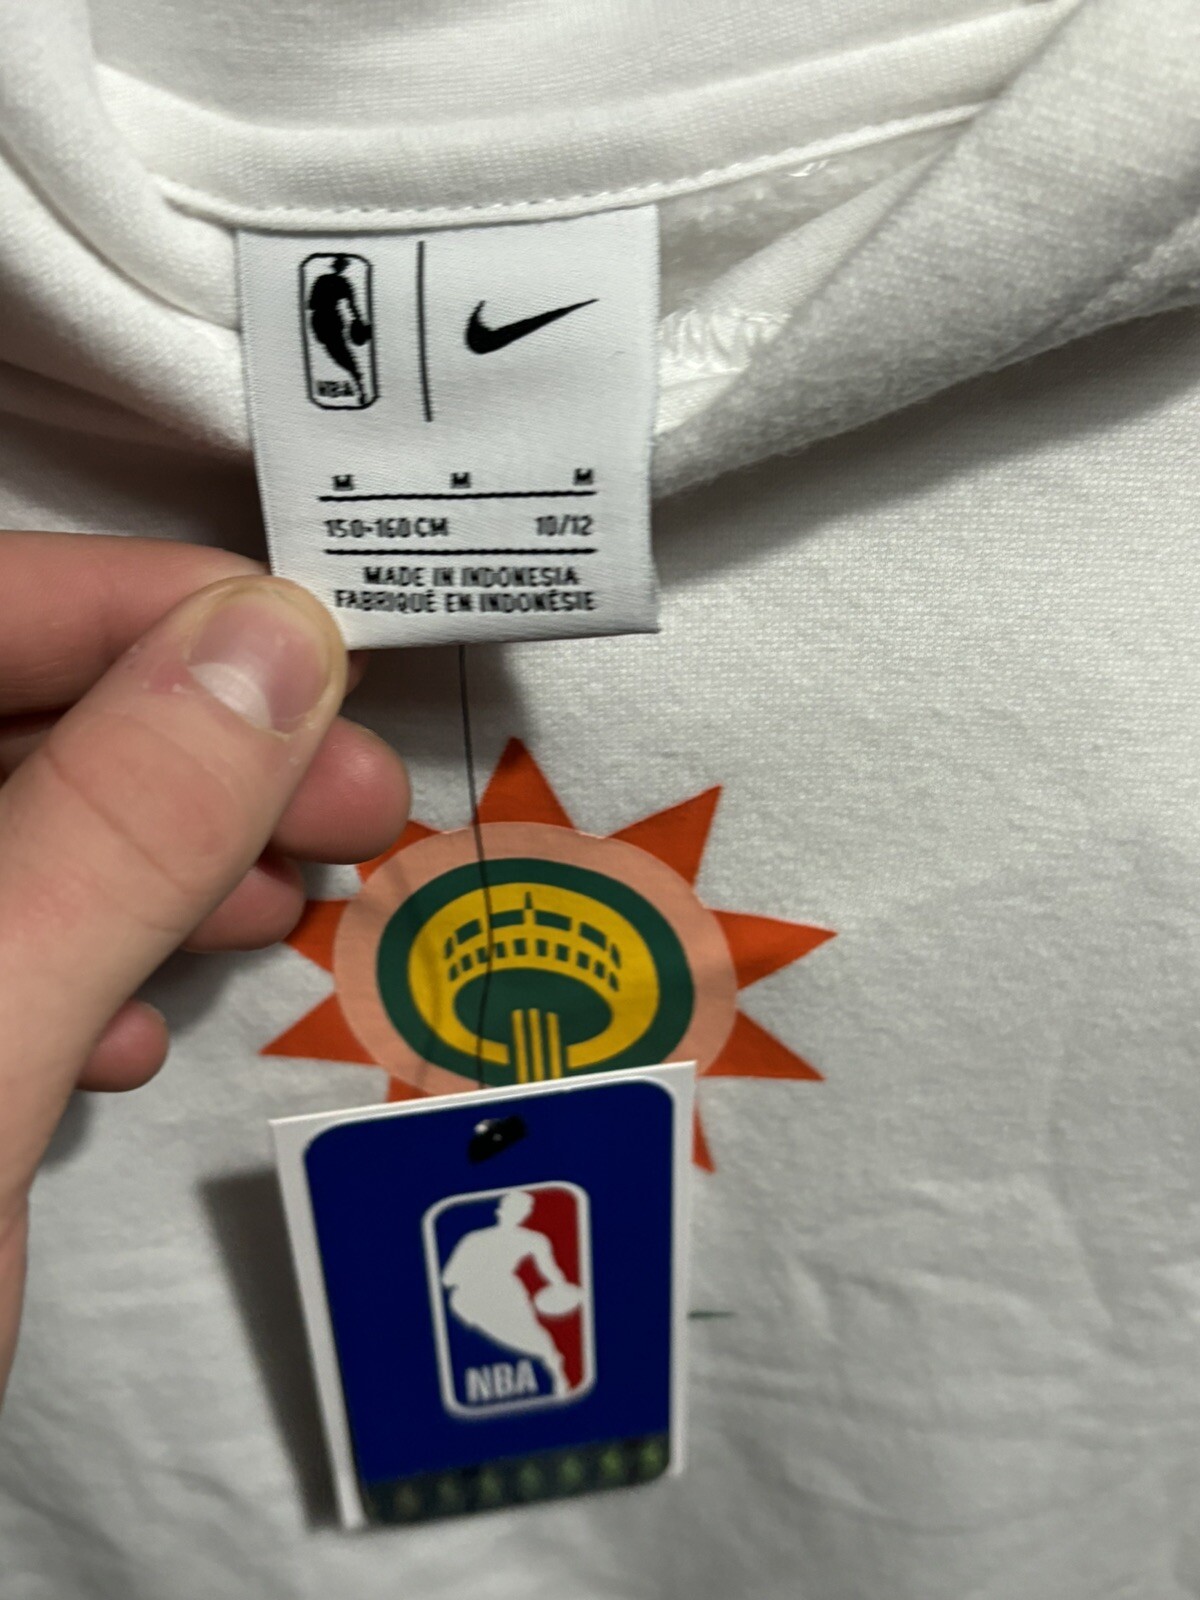 NBA
M M M
150-160 CM 10/12
MADE IN INDONESIA
FABRIQUÉ EN INDONÉSIE
NBA